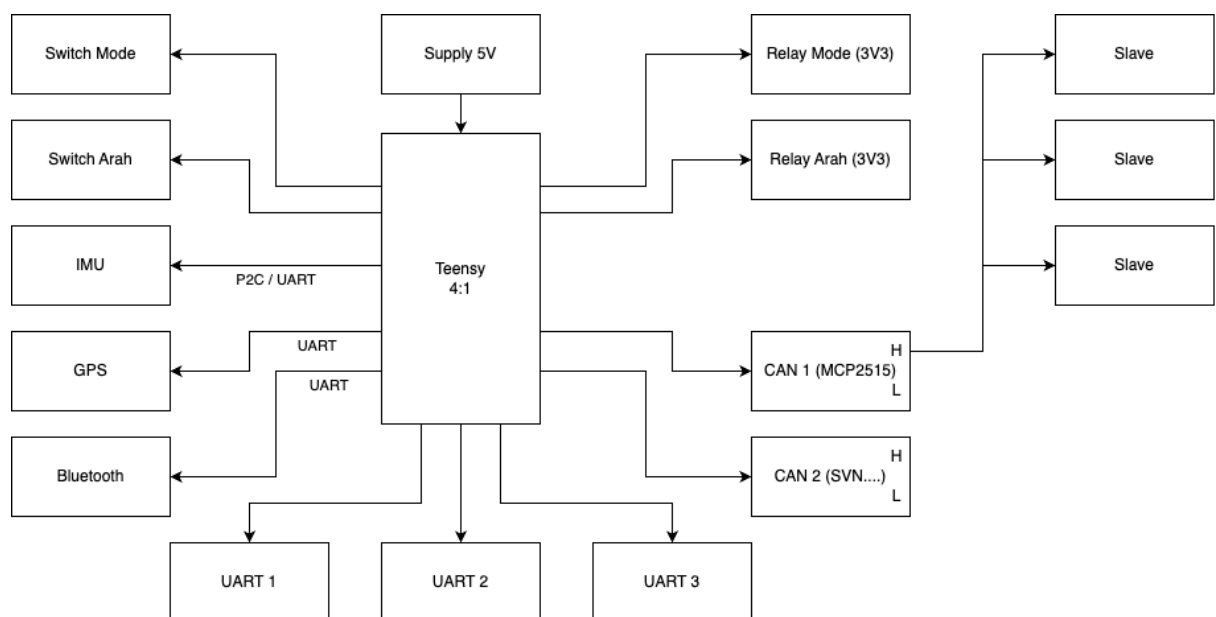 Switch Mode
Supply 5V
Relay Mode (3V3)
Slave
Switch Arah
Relay Arah (3V3)
Slave
IMU
P2C / UART
Teensy
4:1
Slave
GPS
UART
UART
CAN 1 (MCP2515)
H
L
Bluetooth
CAN 2 (SVN....)
H
L
UART 1
UART 2
UART 3